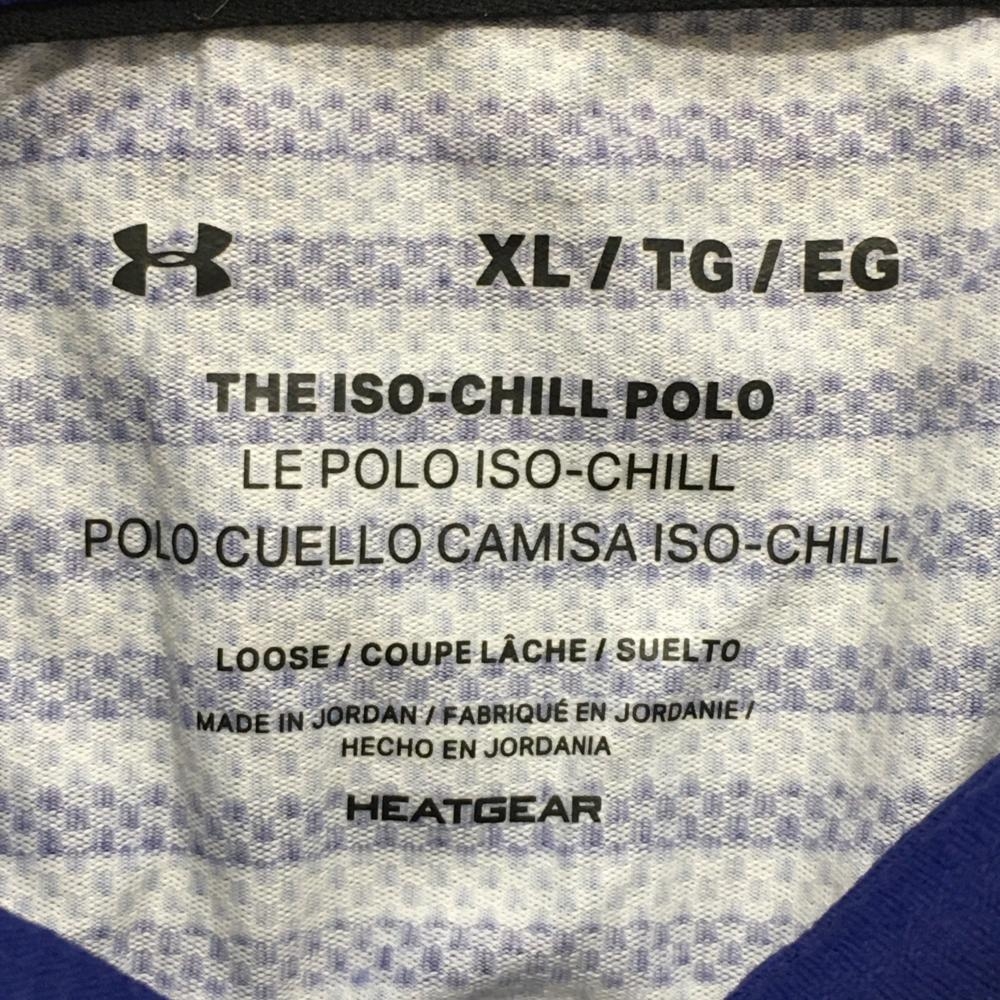 XL / TG / EG
THE ISO-CHILL POLO
LE POLO ISO-CHILL
POLO CUELLO CAMISA ISO-CHILL
LOOSE / COUPE LÂCHE / SUELTO
MADE IN JORDAN / FABRIQUÉ EN JORDANIE /
HECHO EN JORDANIA
HEATGEAR